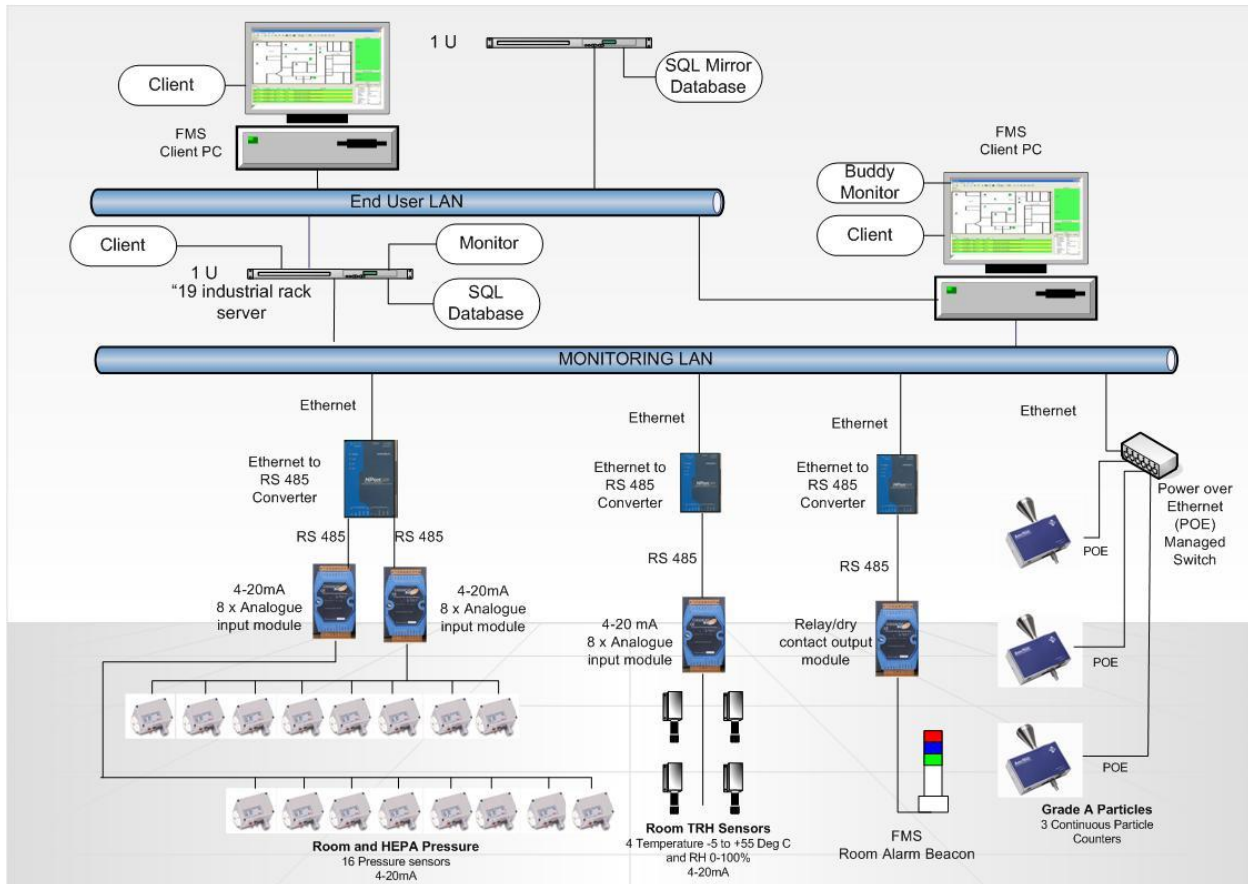 1 U
SQL Mirror
Database
Client
FMS
Client PC
FMS
Client PC
Buddy
Monitor
Client
End User LAN
Client
Monitor
1 U
“19 industrial rack
server
SQL
Database
MONITORING LAN
Ethernet
Ethernet
Ethernet
Ethernet
Ethernet to
RS 485
Converter
Ethernet to
RS 485
Converter
Ethernet to
RS 485
Converter
Power over
Ethernet
(POE)
Managed
Switch
RS 485
RS 485
RS 485
RS 485
POE
4-20mA
8 x Analogue
input module
4-20mA
8 x Analogue
input module
4-20 mA
8 x Analogue
input module
Relay/dry
contact output
module
POE
POE
Room and HEPA Pressure
16 Pressure sensors
4-20mA
Room TRH Sensors
4 Temperature -5 to +55 Deg C
and RH 0-100%
4-20mA
FMS
Room Alarm Beacon
Grade A Particles
3 Continuous Particle
Counters